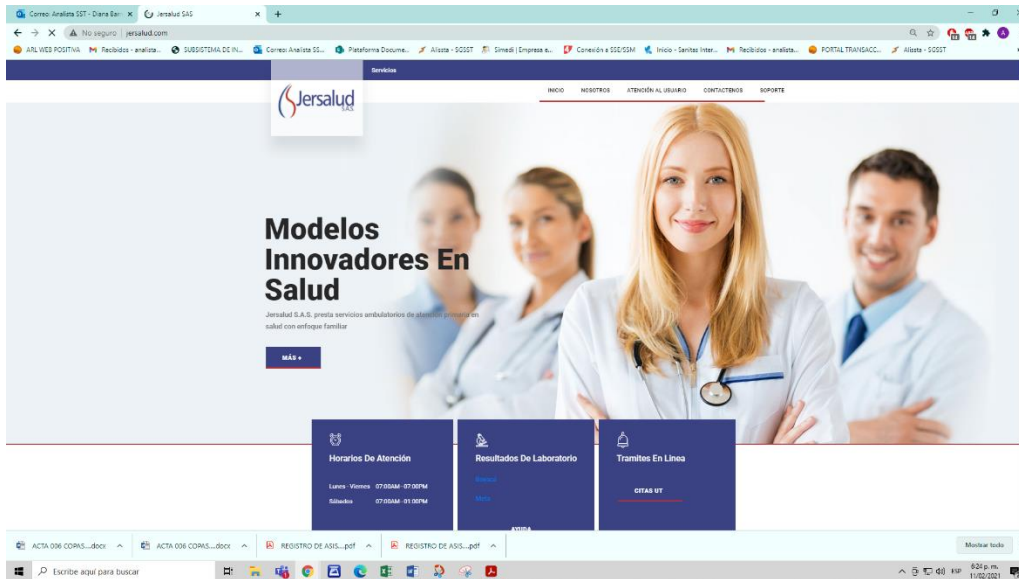 Correo: Analista SST - Diana Bar
Jersalud SAS
No seguro
jersalud.com
ARL WEB POSITIVA
Recibidos - analista...
SUBSISTEMA DE IN...
Correo: Analista SS...
Plataforma Docume...
Alissta - SGSST
Simedi (Empresa e...
Conexión a SSE/SSM
Inicio - Sanitas Inter...
Recibidos - analista...
PORTAL TRANSACC...
Alissta - SGSST
Servicios
Jersalud
S.A.S.
INICIO
NOSOTROS
ATENCIÓN AL USUARIO
CONTACTENOS
SOPORTE
Modelos
Innovadores En
Salud
Jersalud S.A.S. presta servicios ambulatorios de atención primaria en
salud con enfoque familiar
MÁS +
Horarios De Atención
Lunes - Viernes 07:00AM - 07:00PM
Sábados 07:00AM - 01:00PM
Resultados De Laboratorio
Boyacá
Meta
AYUDA
Tramites En Linea
CITAS UT
ACTA 006 COPAS....docx
ACTA 006 COPAS....docx
REGISTRO DE ASIS...pdf
REGISTRO DE ASIS...pdf
Mostrar todo
Escribe aquí para buscar
ESP
6:24 p. m.
11/02/2021